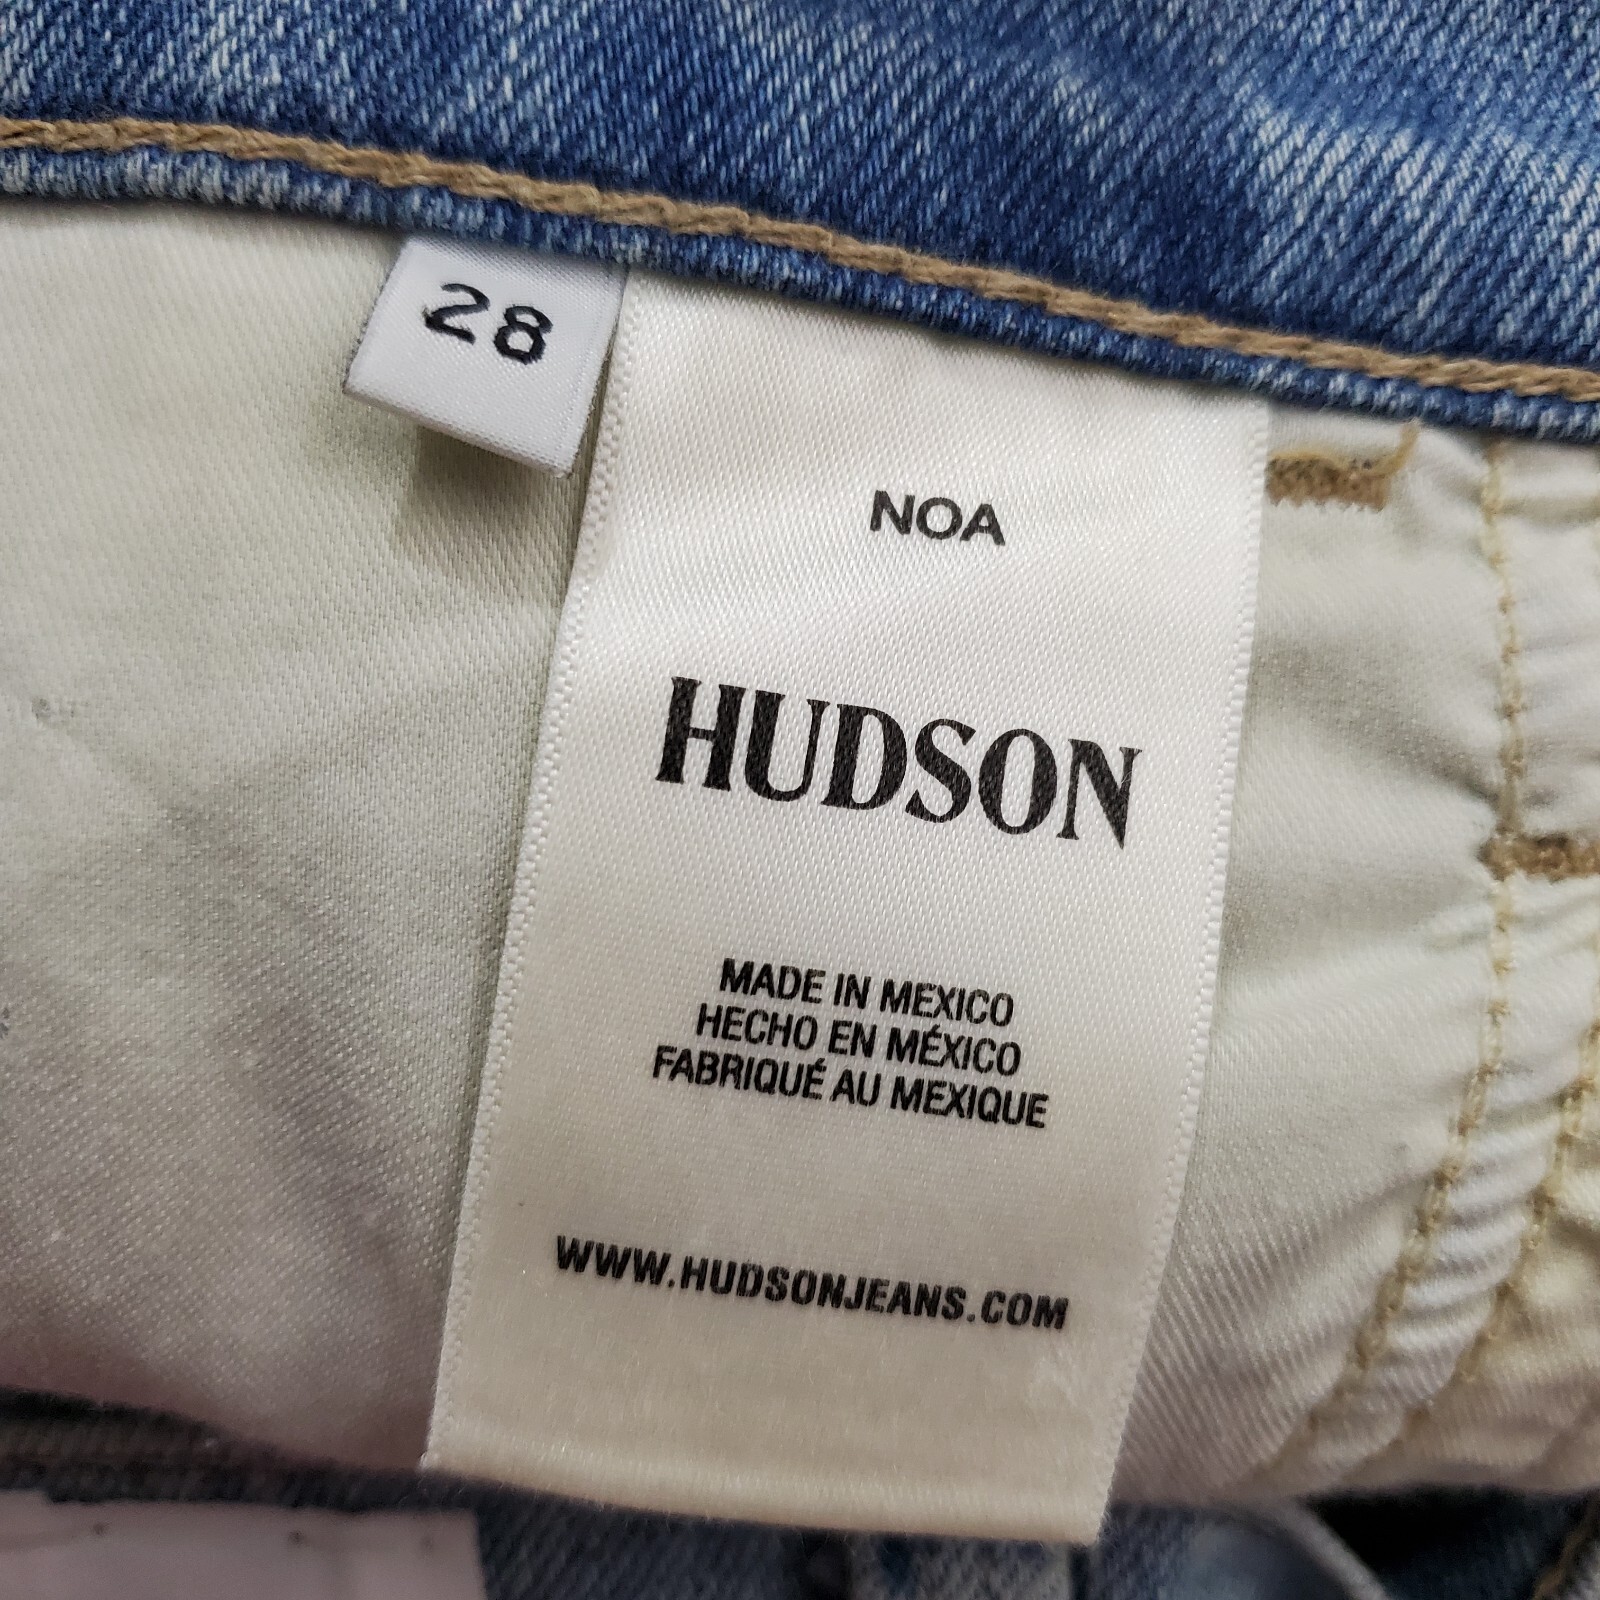 28
NOA
HUDSON
MADE IN MEXICO
HECHO EN MÉXICO
FABRIQUÉ AU MEXIQUE
WWW.HUDSONJEANS.COM